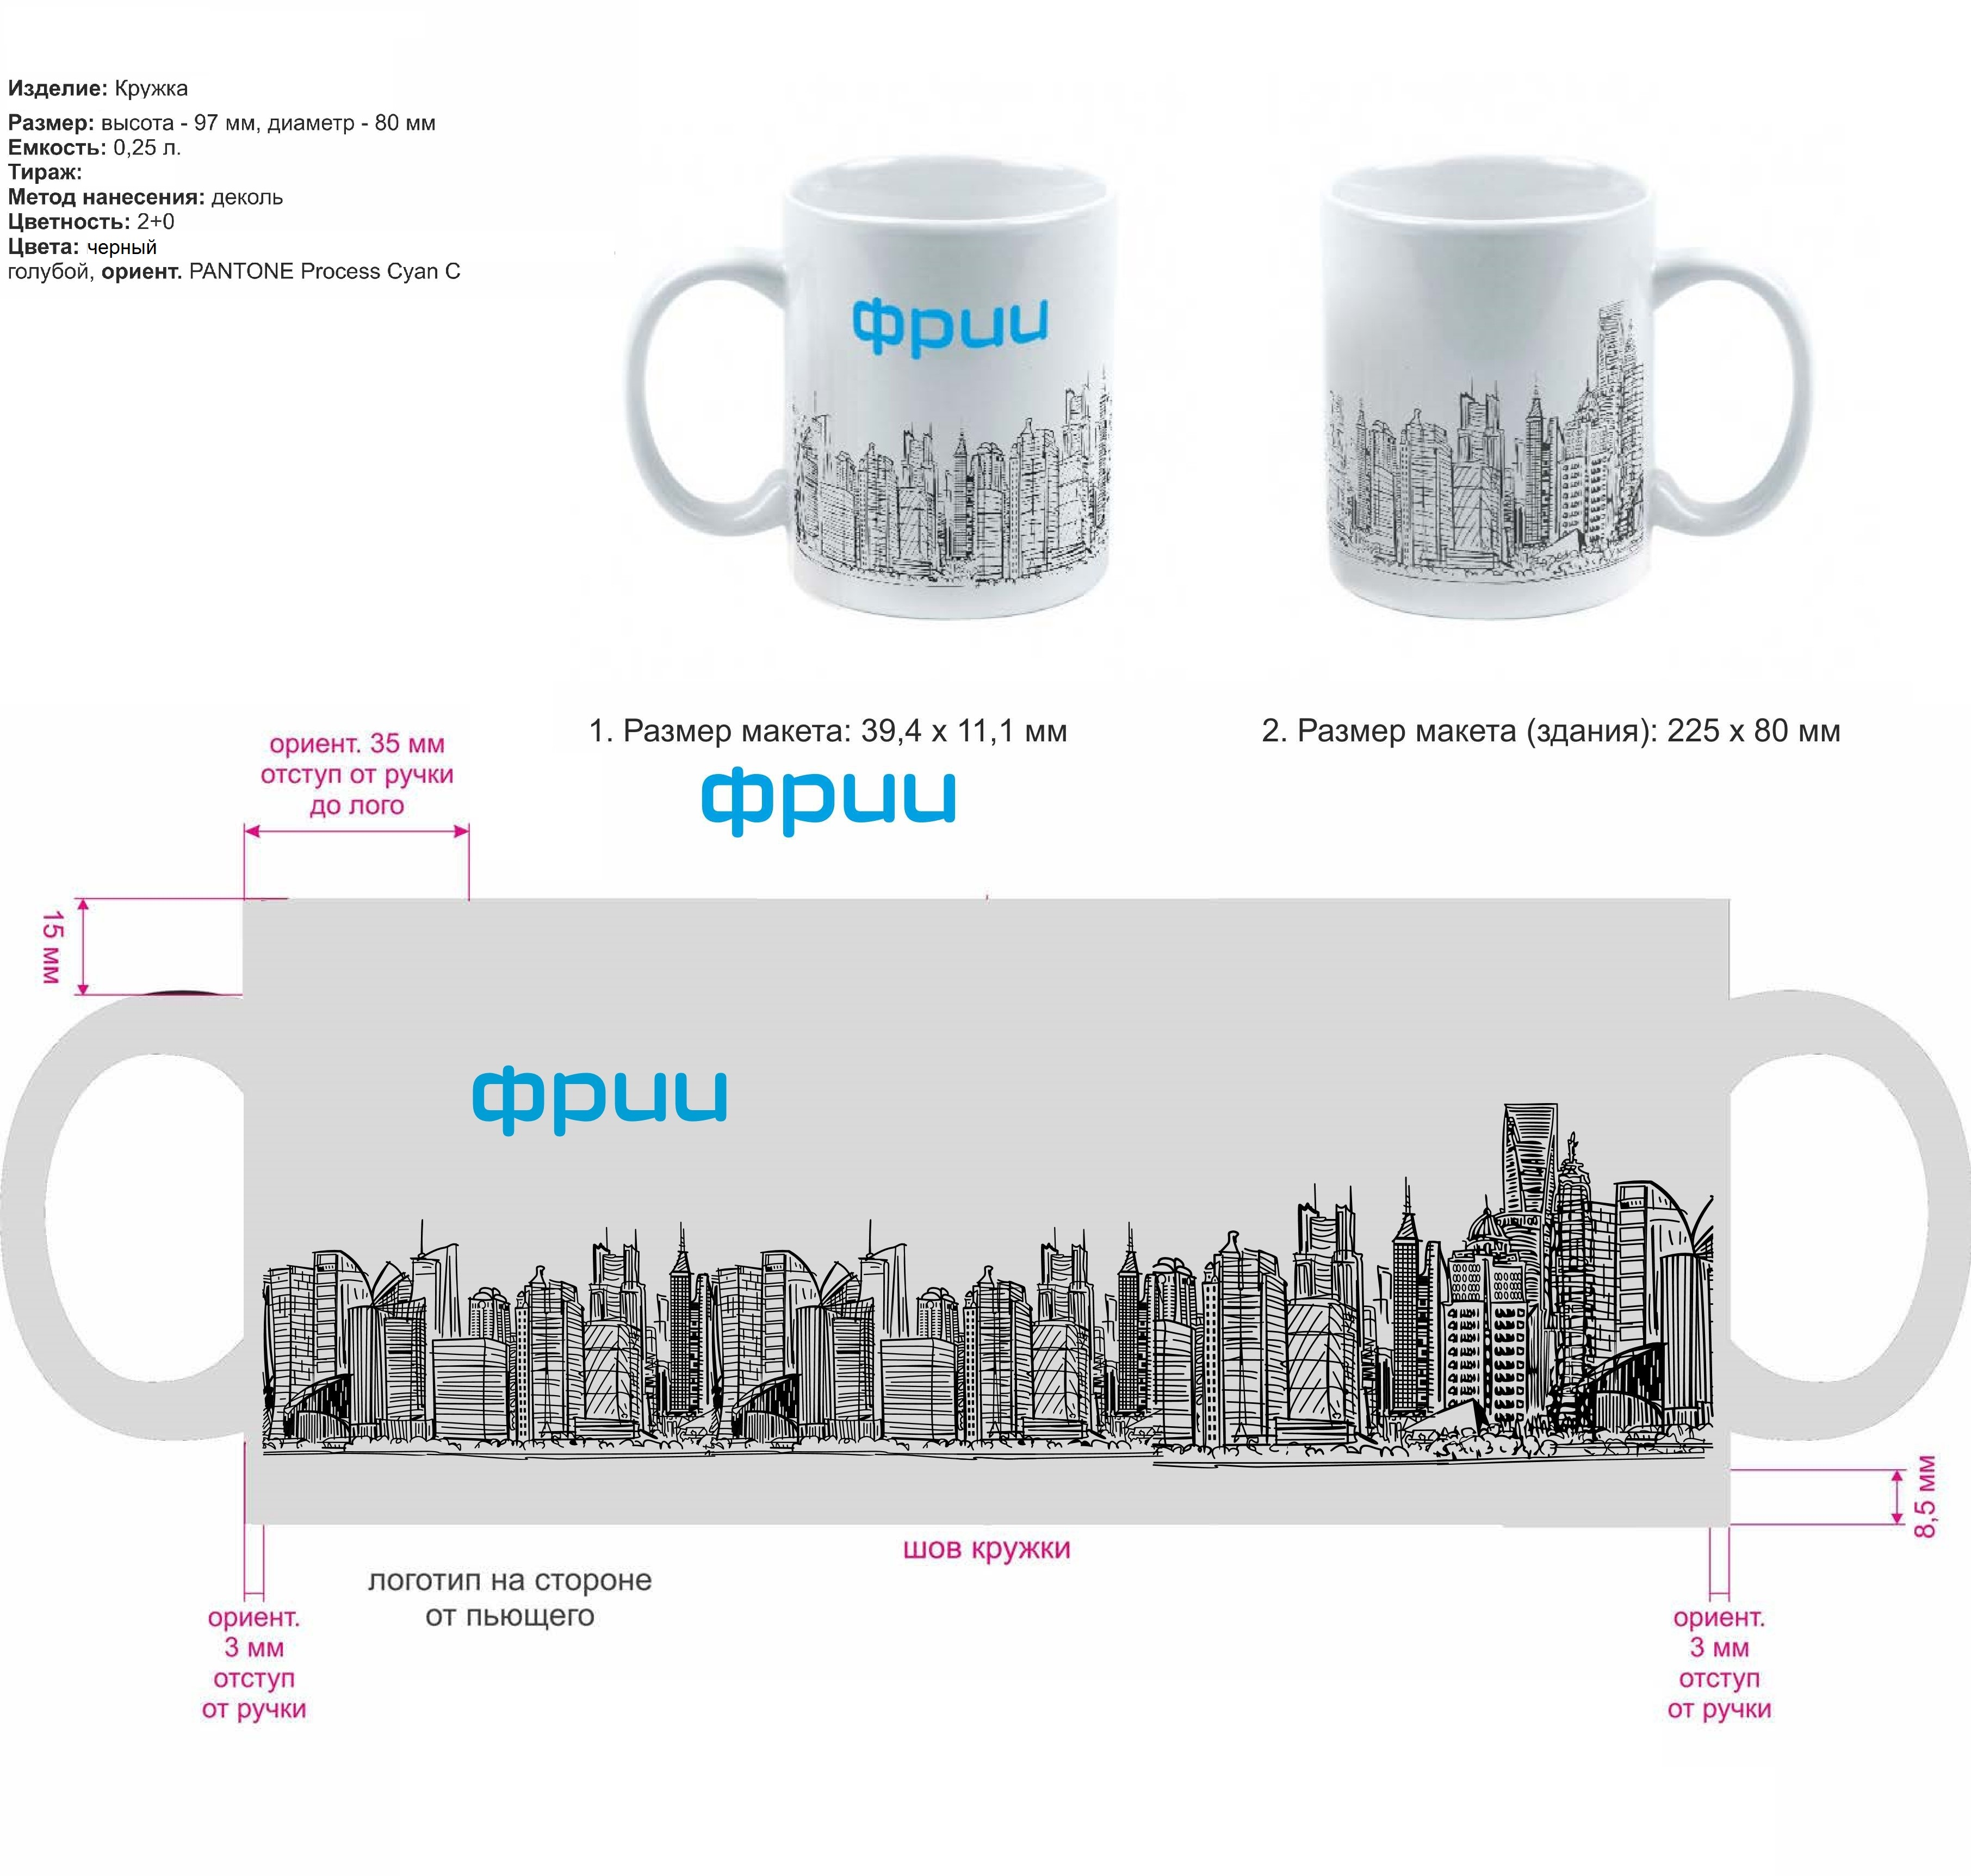 Изделие: Кружка
Размер: высота - 97 мм, диаметр - 80 мм
Емкость: 0,25 л.
Тираж:
Метод нанесения: деколь
Цветность: 2+0
Цвета: черный
голубой, ориент. PANTONE Process Cyan C
фрии
1. Размер макета: 39,4 x 11,1 мм
2. Размер макета (здания): 225 x 80 мм
фрии
ориент. 35 мм
отступ от ручки
до лого
15 мм
фрии
8,5 мм
шов кружки
логотип на стороне
от пьющего
ориент.
3 мм
отступ
от ручки
ориент.
3 мм
отступ
от ручки